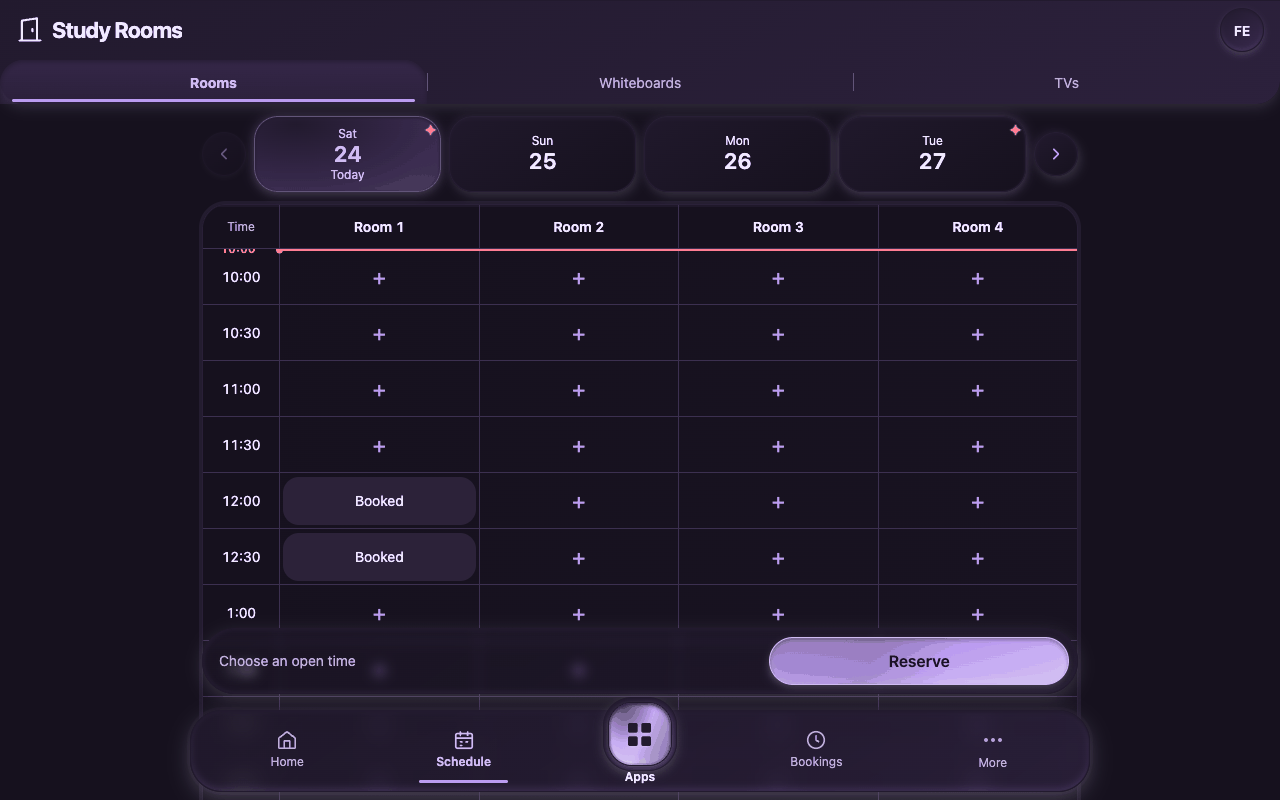 Study Rooms
FE
Rooms
Whiteboards
TVs
Sat
24
Today
Sun
25
Mon
26
Tue
27
Time
Room 1
Room 2
Room 3
Room 4
10:00
10:30
11:00
11:30
12:00
Booked
12:30
Booked
1:00
Choose an open time
Reserve
Home
Schedule
Apps
Bookings
More